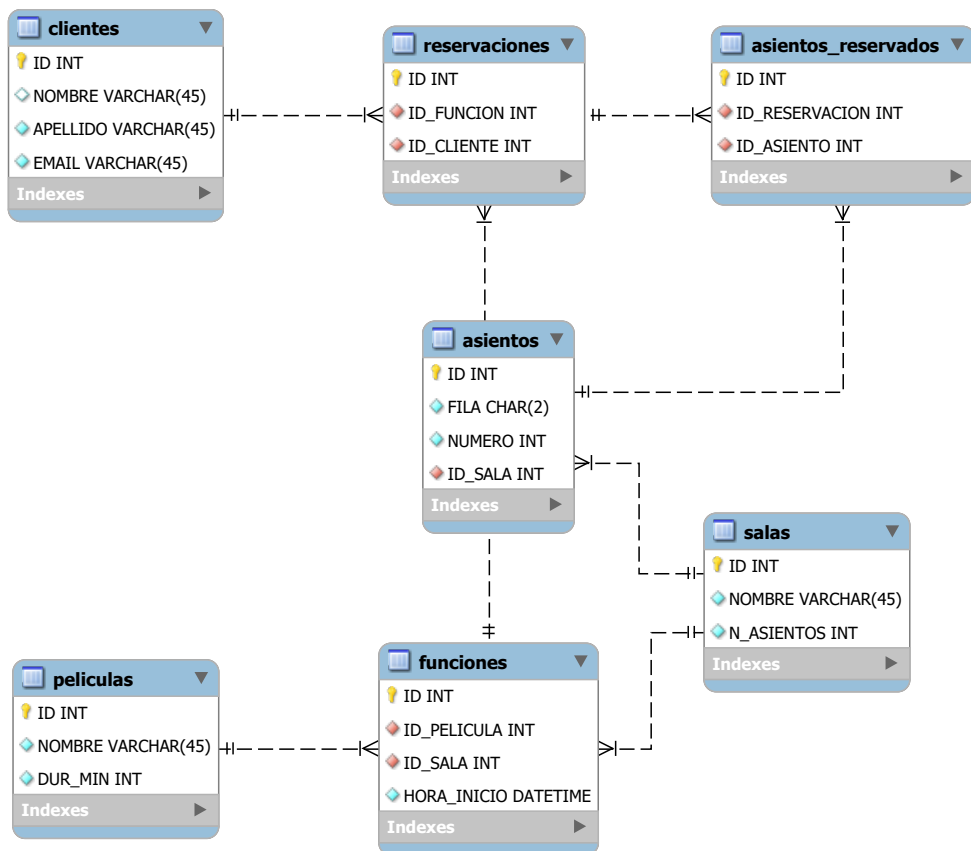 clientes
ID INT
NOMBRE VARCHAR(45)
APELLIDO VARCHAR(45)
EMAIL VARCHAR(45)
Indexes
reservaciones
ID INT
ID_FUNCION INT
ID_CLIENTE INT
Indexes
asientos_reservados
ID INT
ID_RESERVACION INT
ID_ASIENTO INT
Indexes
asientos
ID INT
FILA CHAR(2)
NUMERO INT
ID_SALA INT
Indexes
salas
ID INT
NOMBRE VARCHAR(45)
N_ASIENTOS INT
Indexes
peliculas
ID INT
NOMBRE VARCHAR(45)
DUR_MIN INT
Indexes
funciones
ID INT
ID_PELICULA INT
ID_SALA INT
HORA_INICIO DATETIME
Indexes